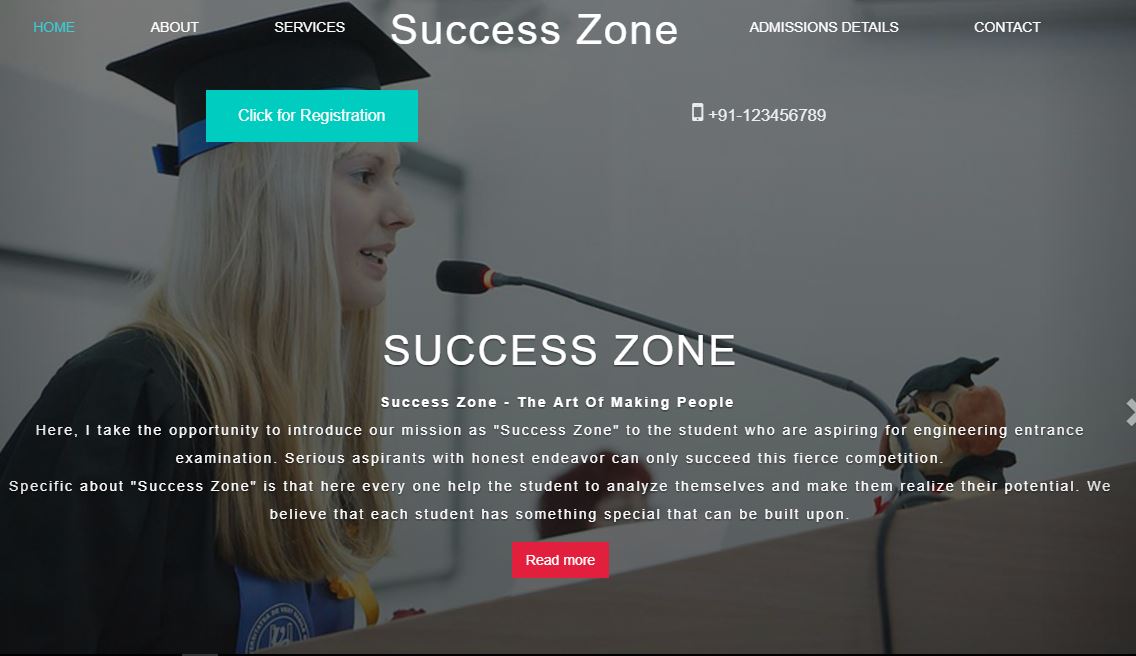 HOME ABOUT SERVICES Success Zone ADMISSIONS DETAILS CONTACT
Click for Registration +91-123456789
SUCCESS ZONE
Success Zone - The Art Of Making People
Here, I take the opportunity to introduce our mission as "Success Zone" to the student who are aspiring for engineering entrance
examination. Serious aspirants with honest endeavor can only succeed this fierce competition.
Specific about "Success Zone" is that here every one help the student to analyze themselves and make them realize their potential. We
believe that each student has something special that can be built upon.
Read more